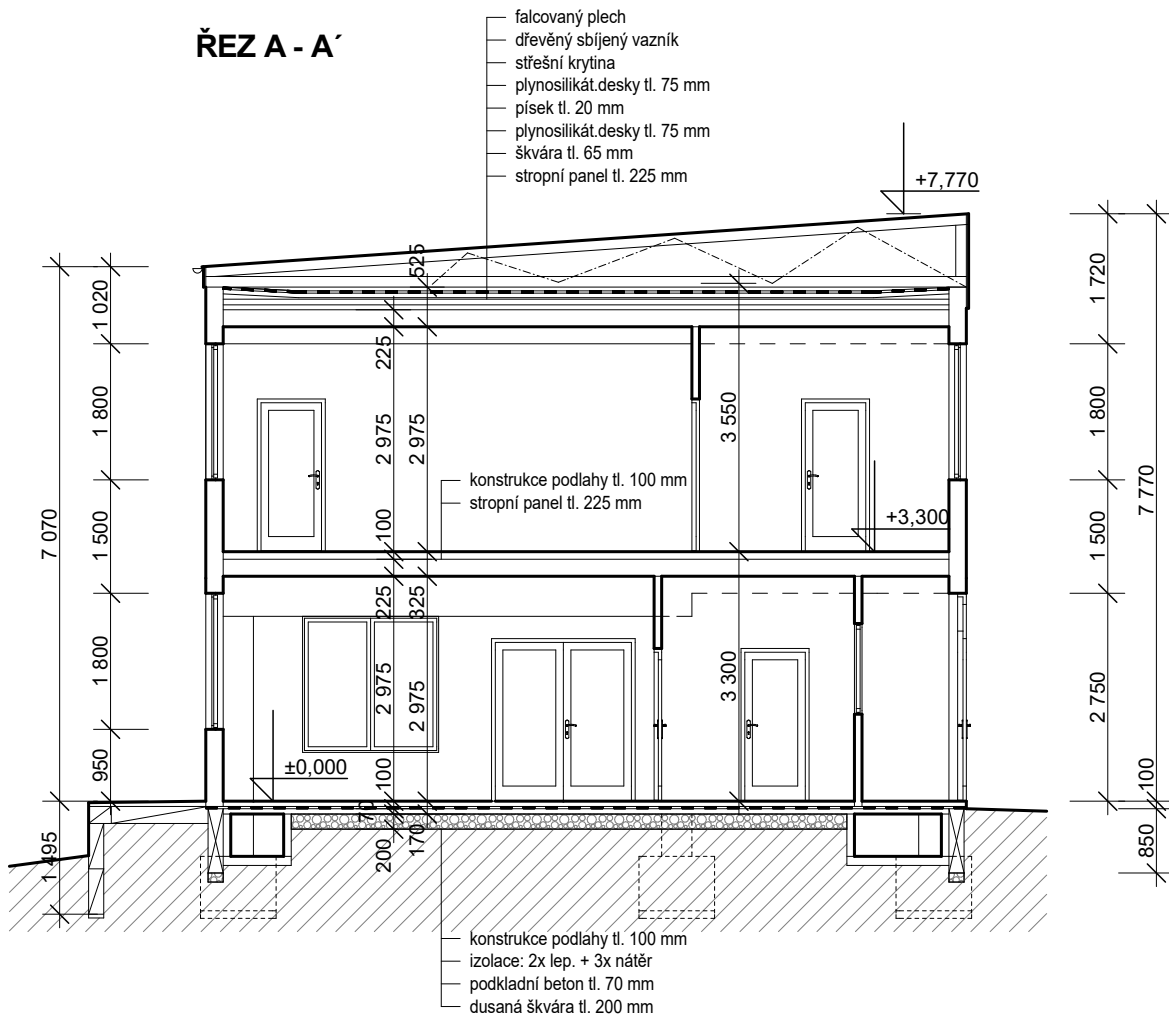 ŘEZ A - A´
falcovaný plech
dřevěný sbíjený vazník
střešní krytina
plynosilikát.desky tl. 75 mm
písek tl. 20 mm
plynosilikát.desky tl. 75 mm
škvára tl. 65 mm
stropní panel tl. 225 mm
+7,770
525
1 020
1 720
225
1 800
2 975
2 975
3 550
1 800
konstrukce podlahy tl. 100 mm
stropní panel tl. 225 mm
7 770
7 070
1 500
100
+3,300
1 500
225
325
1 800
2 975
2 975
3 300
2 750
950
±0,000
100
100
70
1 495
200
170
850
konstrukce podlahy tl. 100 mm
izolace: 2x lep. + 3x nátěr
podkladní beton tl. 70 mm
dusaná škvára tl. 200 mm